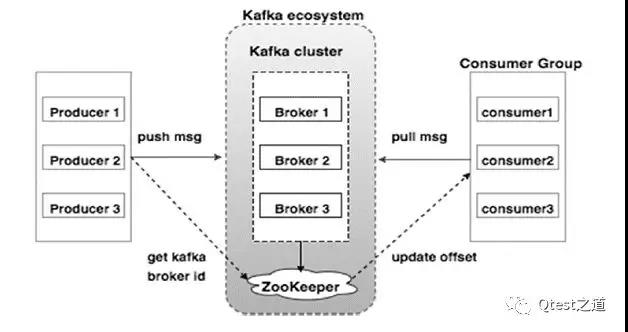 Kafka ecosystem
Kafka cluster
Consumer Group
Producer 1
Producer 2
Producer 3
push msg
Broker 1
Broker 2
Broker 3
pull msg
consumer1
consumer2
consumer3
get kafka
broker id
ZooKeeper
update offset
Qtest之道